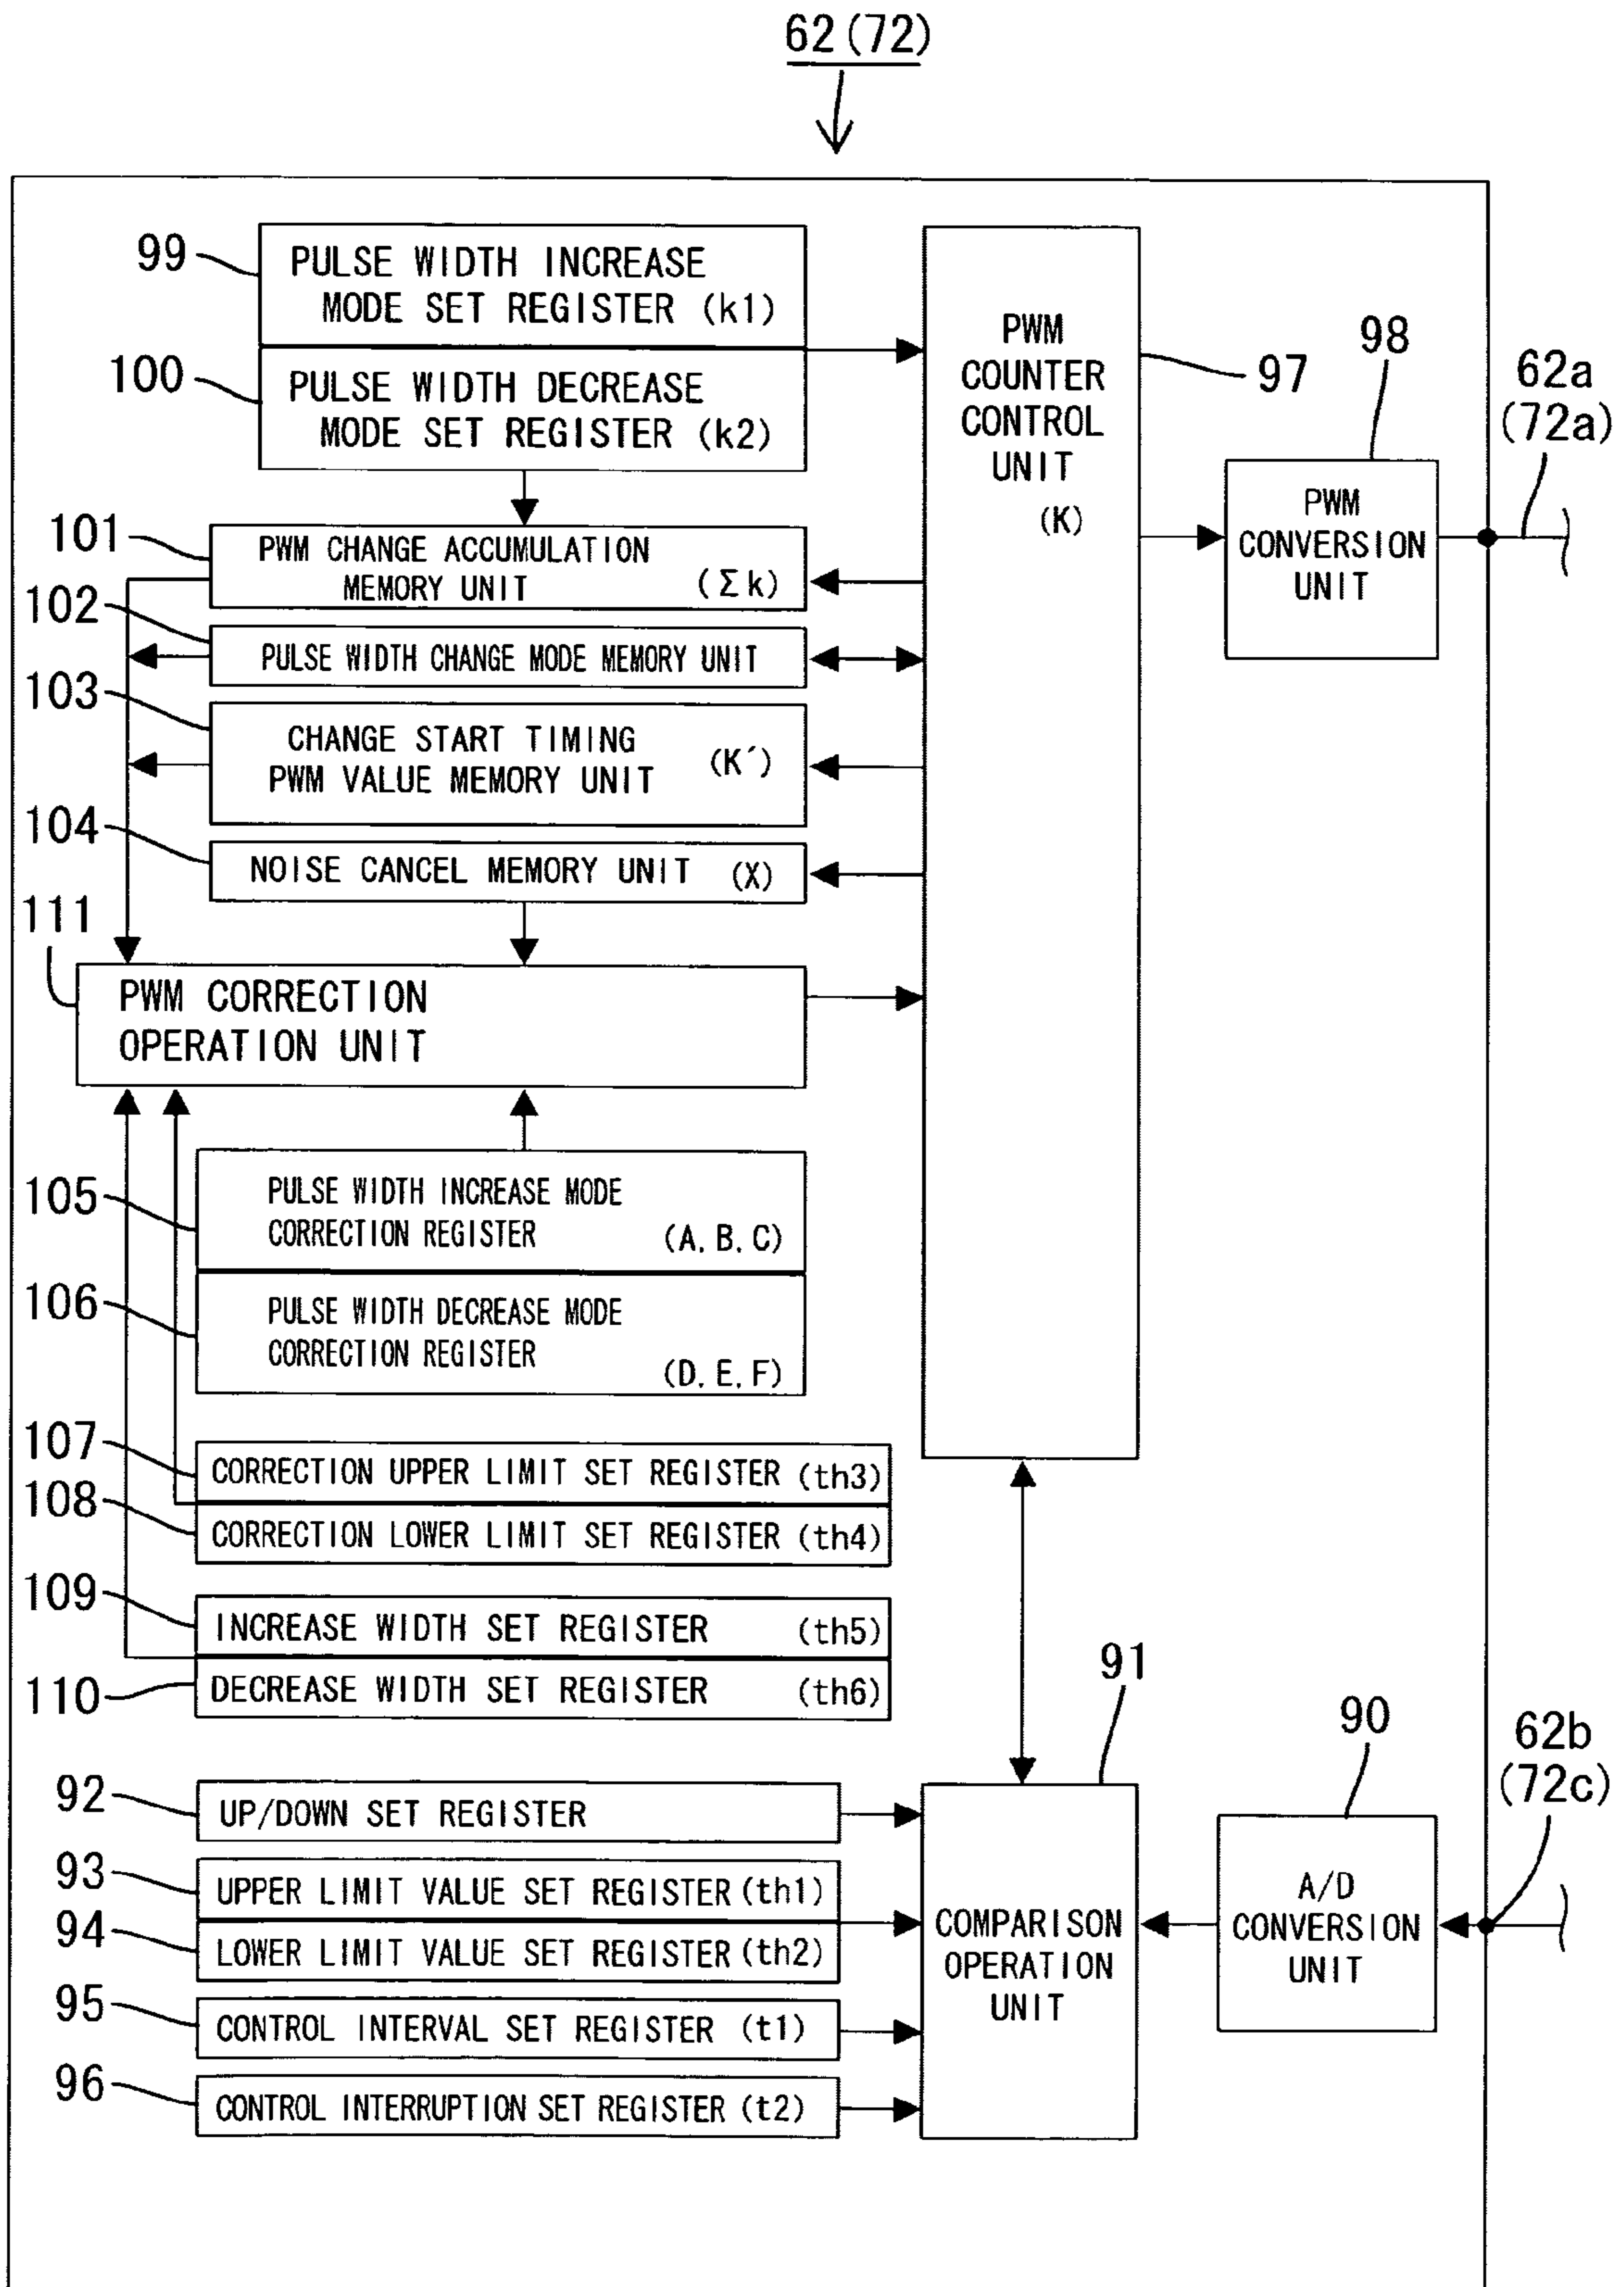 62(72)
99
PULSE WIDTH INCREASE
MODE SET REGISTER (k1)
100
PULSE WIDTH DECREASE
MODE SET REGISTER (k2)
PWM
COUNTER
CONTROL
UNIT
(K)
97
98
PWM
CONVERSION
UNIT
62a
(72a)
101
PWM CHANGE ACCUMULATION
MEMORY UNIT (Σk)
102
PULSE WIDTH CHANGE MODE MEMORY UNIT
103
CHANGE START TIMING
PWM VALUE MEMORY UNIT (K´)
104
NOISE CANCEL MEMORY UNIT (X)
111
PWM CORRECTION
OPERATION UNIT
105
PULSE WIDTH INCREASE MODE
CORRECTION REGISTER (A, B, C)
106
PULSE WIDTH DECREASE MODE
CORRECTION REGISTER
(D, E, F)
107
CORRECTION UPPER LIMIT SET REGISTER (th3)
108
CORRECTION LOWER LIMIT SET REGISTER (th4)
109
INCREASE WIDTH SET REGISTER (th5)
110
DECREASE WIDTH SET REGISTER (th6)
92
UP/DOWN SET REGISTER
93
UPPER LIMIT VALUE SET REGISTER (th1)
94
LOWER LIMIT VALUE SET REGISTER (th2)
95
CONTROL INTERVAL SET REGISTER (t1)
96
CONTROL INTERRUPTION SET REGISTER (t2)
91
COMPARISON
OPERATION
UNIT
90
A/D
CONVERSION
UNIT
62b
(72c)